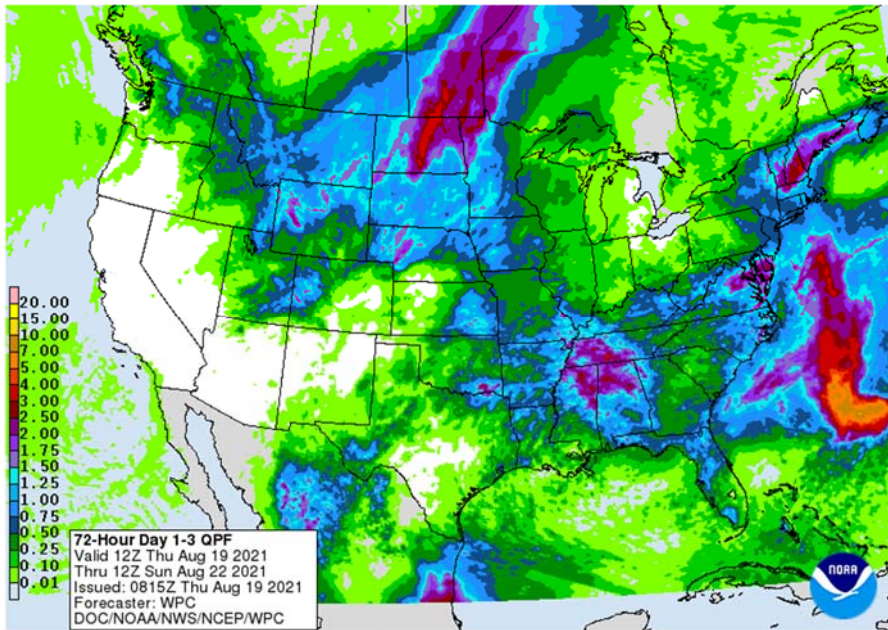 20.00
15.00
10.00
7.00
5.00
4.00
3.00
2.50
2.00
1.75
1.50
1.25
1.00
0.75
0.50
0.25
0.10
0.01
72-Hour Day 1-3 QPF
Valid 12Z Thu Aug 19 2021
Thru 12Z Sun Aug 22 2021
Issued: 0815Z Thu Aug 19 2021
Forecaster: WPC
DOC/NOAA/NWS/NCEP/WPC
NOAA